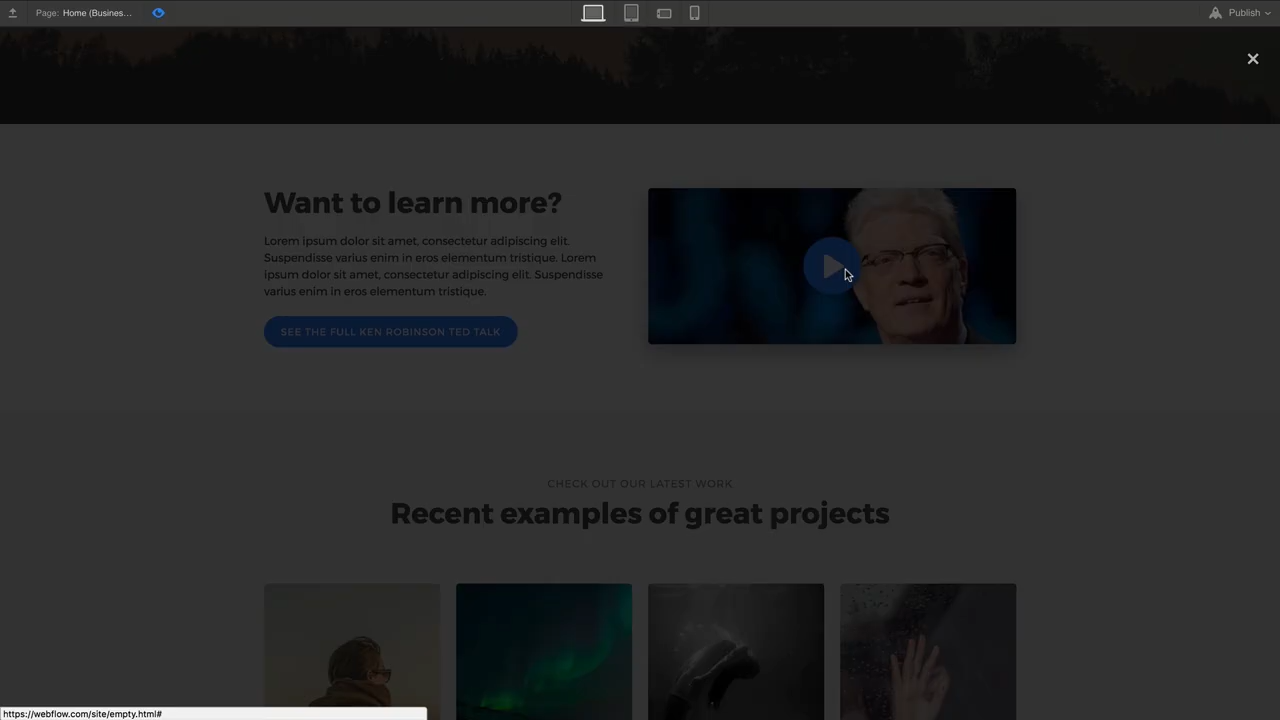 Page: Home (Busines...
Publish
Want to learn more?
Lorem ipsum dolor sit amet, consectetur adipiscing elit.
Suspendisse varius enim in eros elementum tristique. Lorem
ipsum dolor sit amet, consectetur adipiscing elit. Suspendisse
varius enim in eros elementum tristique.
SEE THE FULL KEN ROBINSON TED TALK
CHECK OUT OUR LATEST WORK
Recent examples of great projects
https://webflow.com/site/empty.html#